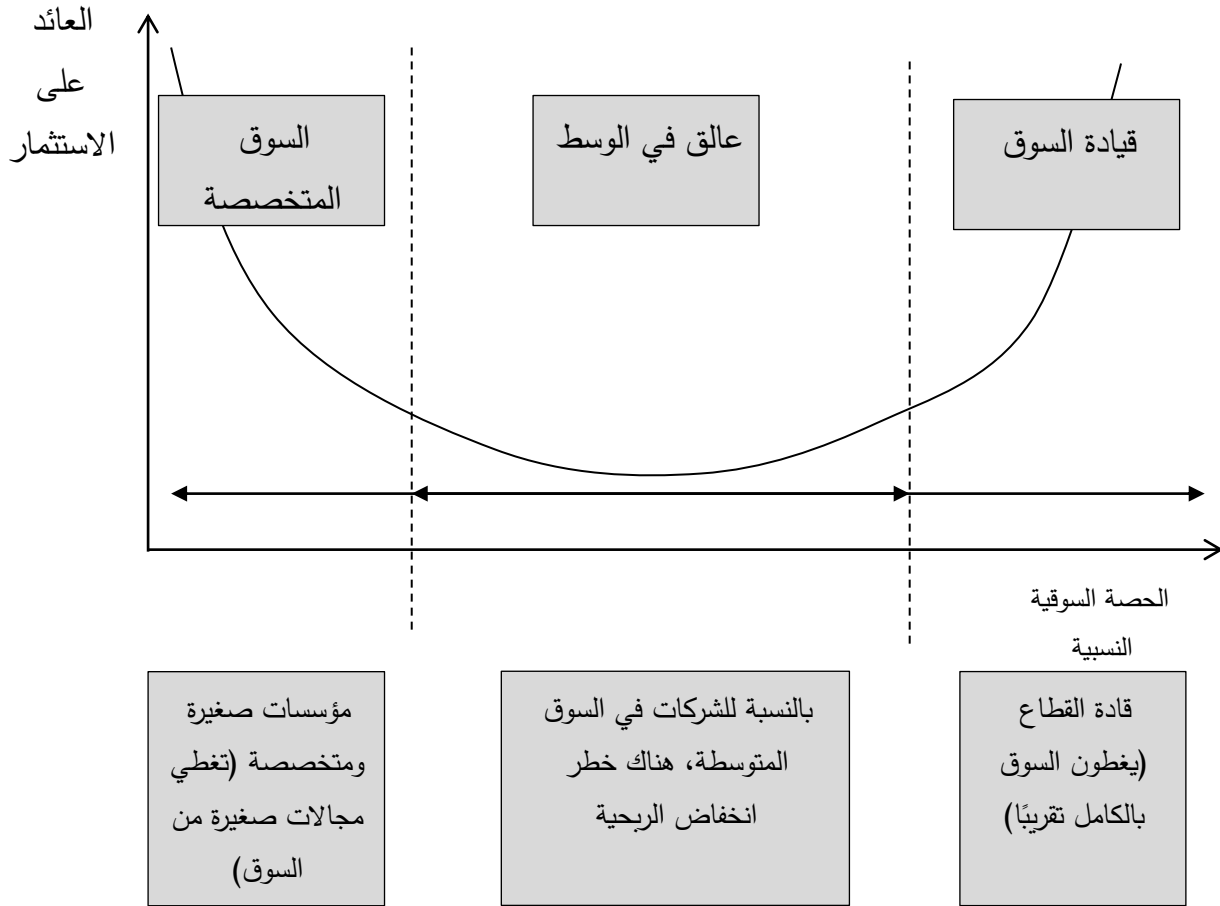 العائد
على
الاستثمار
السوق
المتخصصة
عالق في الوسط
قيادة السوق
الحصة السوقية
النسبية
مؤسسات صغيرة
ومتخصصة (تغطي
مجالات صغيرة من
السوق)
بالنسبة للشركات في السوق
المتوسطة، هناك خطر
انخفاض الربحية
قادة القطاع
(يغطون السوق
بالكامل تقريبًا)